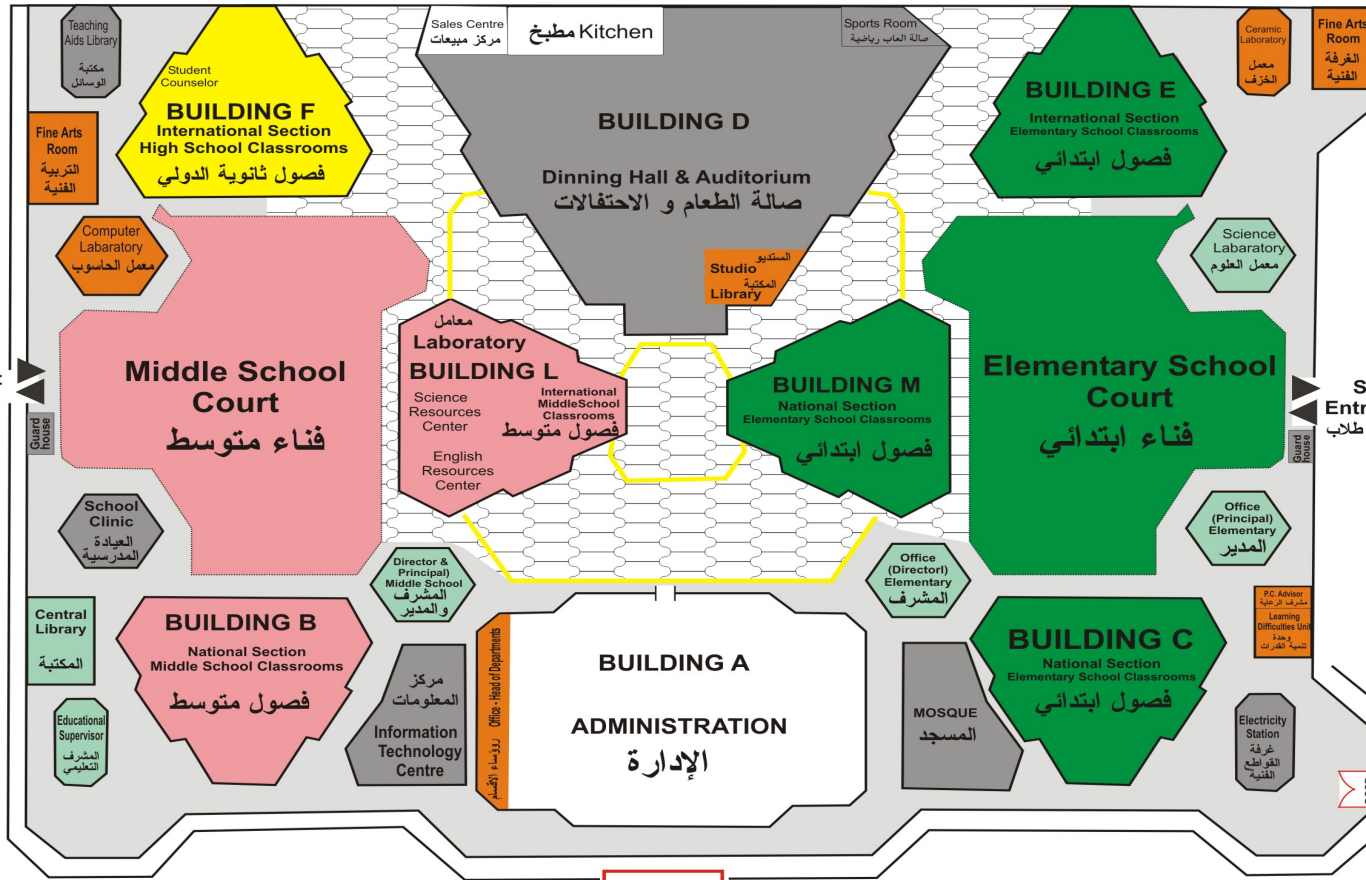 Teaching
Aids Library
مكتبة
الوسائل
Student
Counselor
BUILDING F
International Section
High School Classrooms
فصول ثانوية الدولي
Sales Centre
مركز مبيعات
مطبخ Kitchen
Sports Room
صالة العاب رياضية
BUILDING D
Dinning Hall & Auditorium
صالة الطعام و الاحتفالات
الستديو
Studio
المكتبة
Library
BUILDING E
International Section
Elementary School Classrooms
فصول ابتدائي
Ceramic
Laboratory
معمل
الخزف
Fine Arts
Room
الغرفة
الفنية
Fine Arts
Room
التربية
الفنية
Computer
Labaratory
معمل الحاسوب
Science
Labaratory
معمل العلوم
Middle School
Court
فناء متوسط
معامل
Laboratory
BUILDING L
Science
Resources
Center
English
Resources
Center
International
MiddleSchool
Classrooms
فصول متوسط
BUILDING M
National Section
Elementary School Classrooms
فصول ابتدائي
Elementary School
Court
فناء ابتدائي
Guard
house
Guard
house
S
Entr
طلاب
School
Clinic
العيادة
المدرسية
Director &
Principal)
Middle School
المشرف
والمدير
Office
(Directorl)
Elementary
المشرف
Office
(Principal)
Elementary
المدير
Central
Library
المكتبة
BUILDING B
National Section
Middle School Classrooms
فصول متوسط
Educational
Supervisor
المشرف
التعليمي
مركز
المعلومات
Information
Technology
Centre
Office - Head of Departments
رووساء الاقسام
BUILDING A
ADMINISTRATION
الإدارة
MOSQUE
المسجد
BUILDING C
National Section
Elementary School Classrooms
فصول ابتدائي
P.C. Advisor
مشرف الرعاية
Learning
Difficulties Unit
وحدة
تنمية القدرات
Electricity
Station
غرفة
القواطع
الفنية